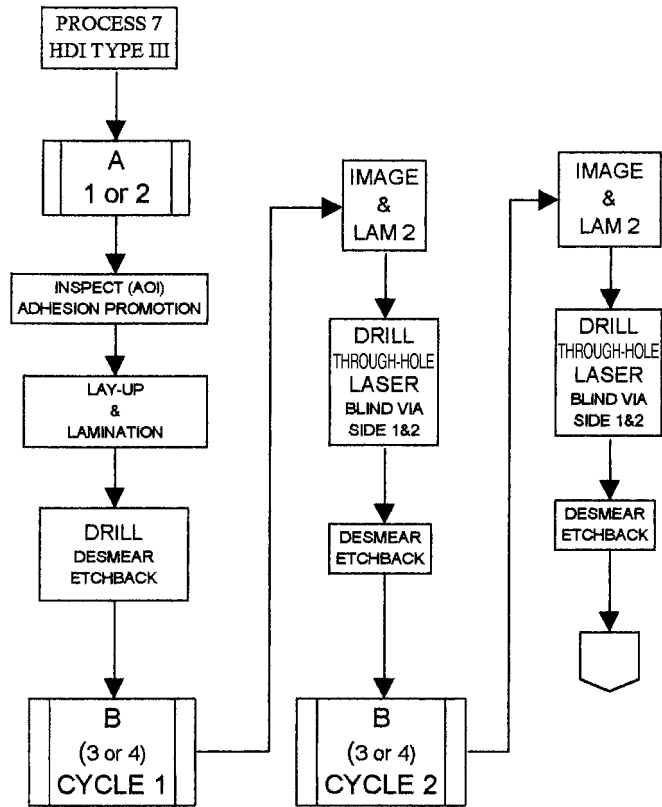 PROCESS 7
HDI TYPE III
A
1 or 2
INSPECT (AOI)
ADHESION PROMOTION
LAY-UP
&
LAMINATION
DRILL
DESMEAR
ETCHBACK
B
(3 or 4)
CYCLE 1
IMAGE
&
LAM 2
DRILL
THROUGH-HOLE
LASER
BLIND VIA
SIDE 1&2
DESMEAR
ETCHBACK
B
(3 or 4)
CYCLE 2
IMAGE
&
LAM 2
DRILL
THROUGH-HOLE
LASER
BLIND VIA
SIDE 1&2
DESMEAR
ETCHBACK